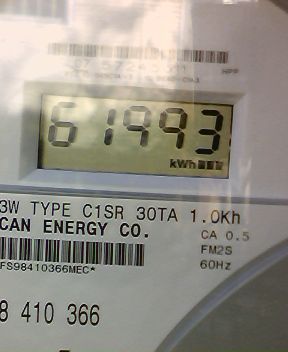 61993
kWh
3W TYPE C1SR 30TA 1.0Kh
CAN ENERGY CO.
CA 0.5
FM2S
60Hz
FS98410366MEC*
8 410 366